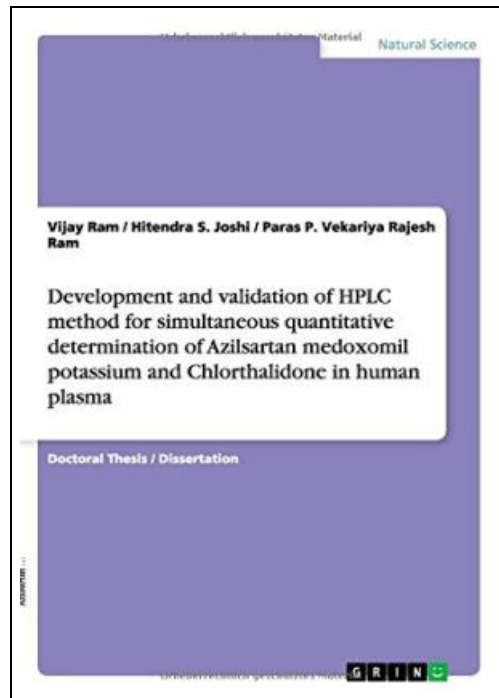 Material
Natural Science
Vijay Ram / Hitendra S. Joshi / Paras P. Vekariya Rajesh
Ram
Development and validation of HPLC
method for simultaneous quantitative
determination of Azilsartan medoxomil
potassium and Chlorthalidone in human
plasma
Doctoral Thesis / Dissertation
GRIN